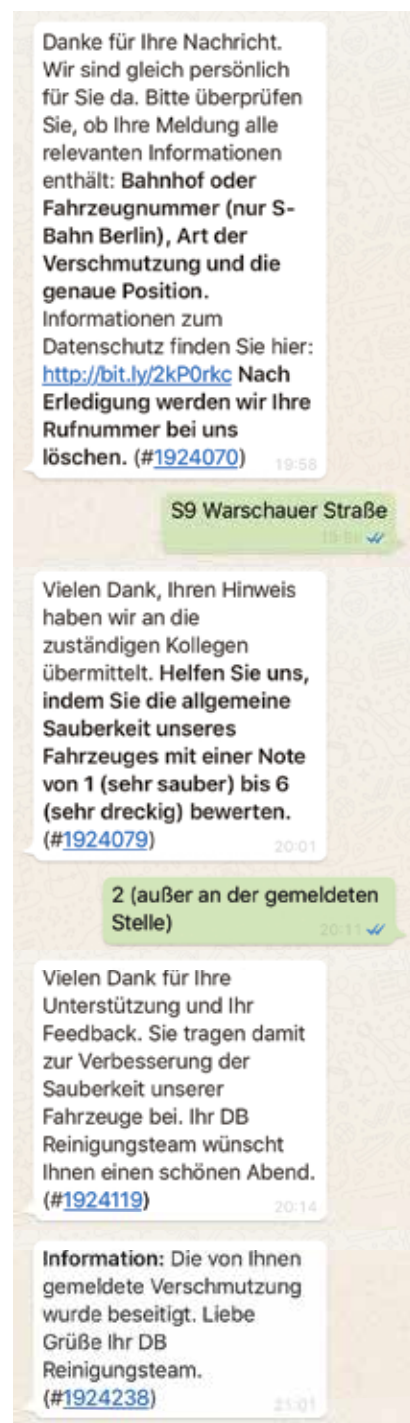 Danke für Ihre Nachricht.
Wir sind gleich persönlich
für Sie da. Bitte überprüfen
Sie, ob Ihre Meldung alle
relevanten Informationen
enthält: Bahnhof oder
Fahrzeugnummer (nur S-
Bahn Berlin), Art der
Verschmutzung und die
genaue Position.
Informationen zum
Datenschutz finden Sie hier:
http://bit.ly/2kP0rkc Nach
Erledigung werden wir Ihre
Rufnummer bei uns
löschen. (#1924070) 19:58
S9 Warschauer Straße
Vielen Dank, Ihren Hinweis
haben wir an die
zuständigen Kollegen
übermittelt. Helfen Sie uns,
indem Sie die allgemeine
Sauberkeit unseres
Fahrzeuges mit einer Note
von 1 (sehr sauber) bis 6
(sehr dreckig) bewerten.
(#1924079) 20:01
2 (außer an der gemeldeten
Stelle) 20:11
Vielen Dank für Ihre
Unterstützung und Ihr
Feedback. Sie tragen damit
zur Verbesserung der
Sauberkeit unserer
Fahrzeuge bei. Ihr DB
Reinigungsteam wünscht
Ihnen einen schönen Abend.
(#1924119) 20:14
Information: Die von Ihnen
gemeldete Verschmutzung
wurde beseitigt. Liebe
Grüße Ihr DB
Reinigungsteam.
(#1924238) 21:01